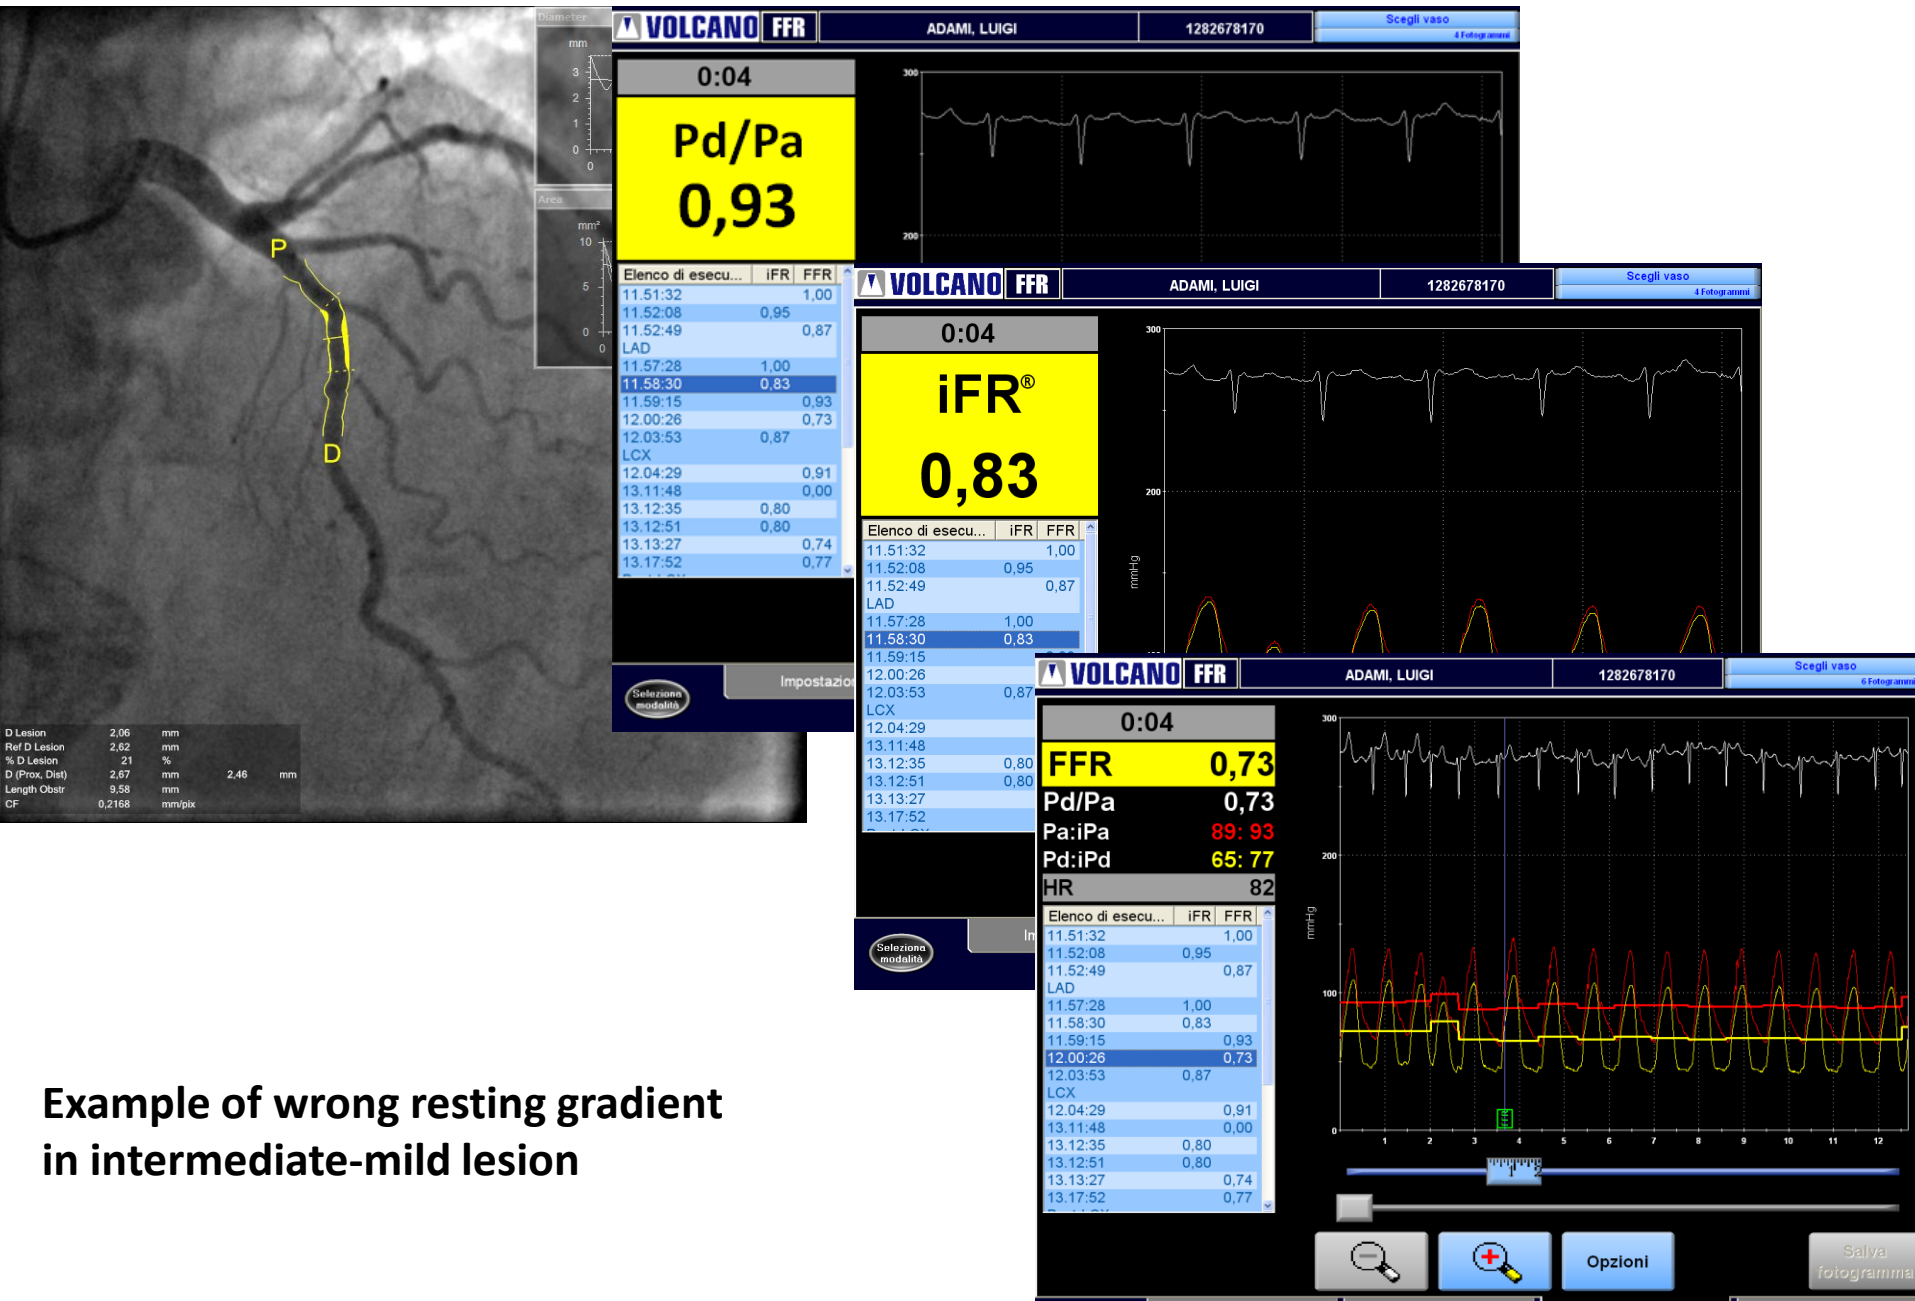 Diameter
mm
3
2
1
0
0
Area
mm²
10
5
0
0
P
D
D Lesion 2,06 mm
Ref D Lesion 2,62 mm
% D Lesion 21 %
D (Prox, Dist) 2,67 mm 2,46 mm
Length Obstr 9,58 mm
CF 0,2168 mm/pix
VOLCANO FFR ADAMI, LUIGI 1282678170 Scegli vaso
4 Fotogrammi
0:04
Pd/Pa
0,93
300
200
Elenco di esecu... iFR FFR
11.51:32 1,00
11.52:08 0,95
11.52:49 0,87
LAD
11.57:28 1,00
11.58:30 0,83
11.59:15 0,93
12.00:26 0,73
12.03:53 0,87
LCX
12.04:29 0,91
13.11:48 0,00
13.12:35 0,80
13.12:51 0,80
13.13:27 0,74
13.17:52 0,77
Seleziona
modalità
Impostazion
VOLCANO FFR ADAMI, LUIGI 1282678170 Scegli vaso
4 Fotogrammi
0:04
iFR®
0,83
300
200
mmHg
Elenco di esecu... iFR FFR
11.51:32 1,00
11.52:08 0,95
11.52:49 0,87
LAD
11.57:28 1,00
11.58:30 0,83
11.59:15
12.00:26
12.03:53 0,87
LCX
12.04:29
13.11:48
13.12:35 0,80
13.12:51 0,80
13.13:27
13.17:52
Seleziona
modalità
Im
VOLCANO FFR ADAMI, LUIGI 1282678170 Scegli vaso
6 Fotogrammi
0:04
FFR 0,73
Pd/Pa 0,73
Pa:iPa 89: 93
Pd:iPd 65: 77
HR 82
Elenco di esecu... iFR FFR
11.51:32 1,00
11.52:08 0,95
11.52:49 0,87
LAD
11.57:28 1,00
11.58:30 0,83
11.59:15 0,93
12.00:26 0,73
12.03:53 0,87
LCX
12.04:29 0,91
13.11:48 0,00
13.12:35 0,80
13.12:51 0,80
13.13:27 0,74
13.17:52 0,77
300
200
mmHg
100
0
FFR
1 2 3 4 5 6 7 8 9 10 11 12
1 2
Opzioni
Salva
fotogramma
Example of wrong resting gradient
in intermediate-mild lesion